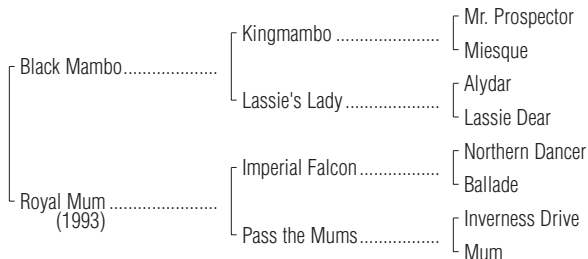 Mr. Prospector
Kingmambo ....................
Miesque
Black Mambo..................
Alydar
Lassie's Lady ..................
Lassie Dear
Northern Dancer
Imperial Falcon ................
Ballade
Royal Mum .....................
(1993)
Inverness Drive
Pass the Mums................
Mum